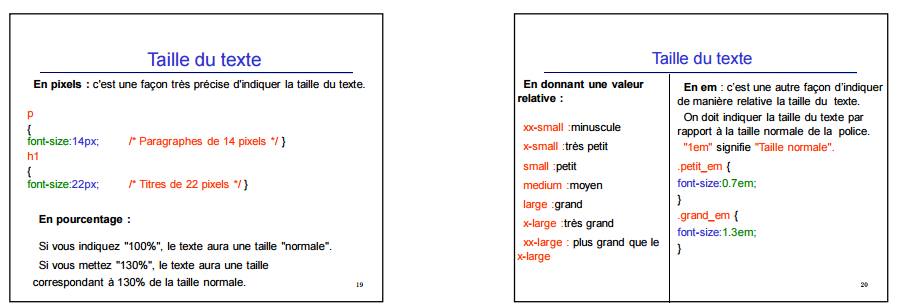 Taille du texte
En pixels : c'est une façon très précise d'indiquer la taille du texte.
p
{
font-size:14px; /* Paragraphes de 14 pixels */ }
h1
{
font-size:22px; /* Titres de 22 pixels */ }
En pourcentage :
Si vous indiquez "100%", le texte aura une taille "normale".
Si vous mettez "130%", le texte aura une taille
correspondant à 130% de la taille normale.
19
Taille du texte
En donnant une valeur
relative :
xx-small :minuscule
x-small :très petit
small :petit
medium :moyen
large :grand
x-large :très grand
xx-large : plus grand que le
x-large
En em : c'est une autre façon d'indiquer
de manière relative la taille du texte.
On doit indiquer la taille du texte par
rapport à la taille normale de la police.
"1em" signifie "Taille normale".
.petit_em {
font-size:0.7em;
}
.grand_em {
font-size:1.3em;
}
20